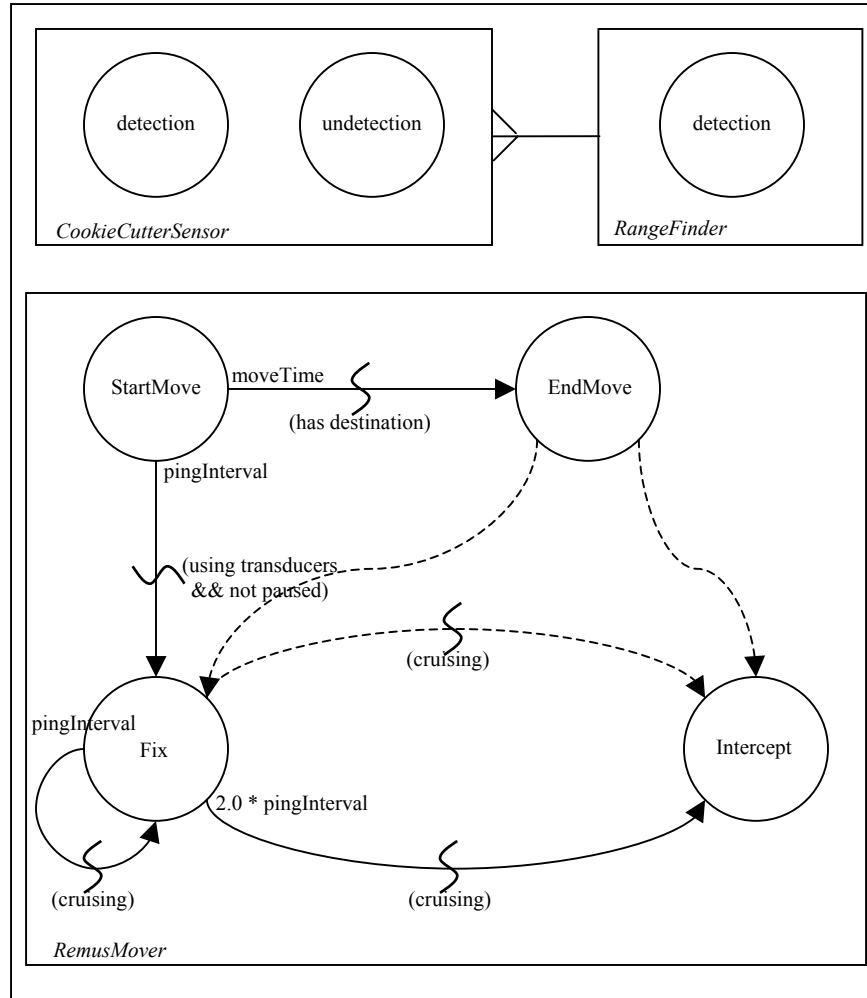 detection
undetection
detection
CookieCutterSensor
RangeFinder
StartMove
moveTime
EndMove
(has destination)
pingInterval
(using transducers
&& not paused)
(cruising)
pingInterval
Fix
Intercept
2.0 * pingInterval
(cruising)
(cruising)
RemusMover